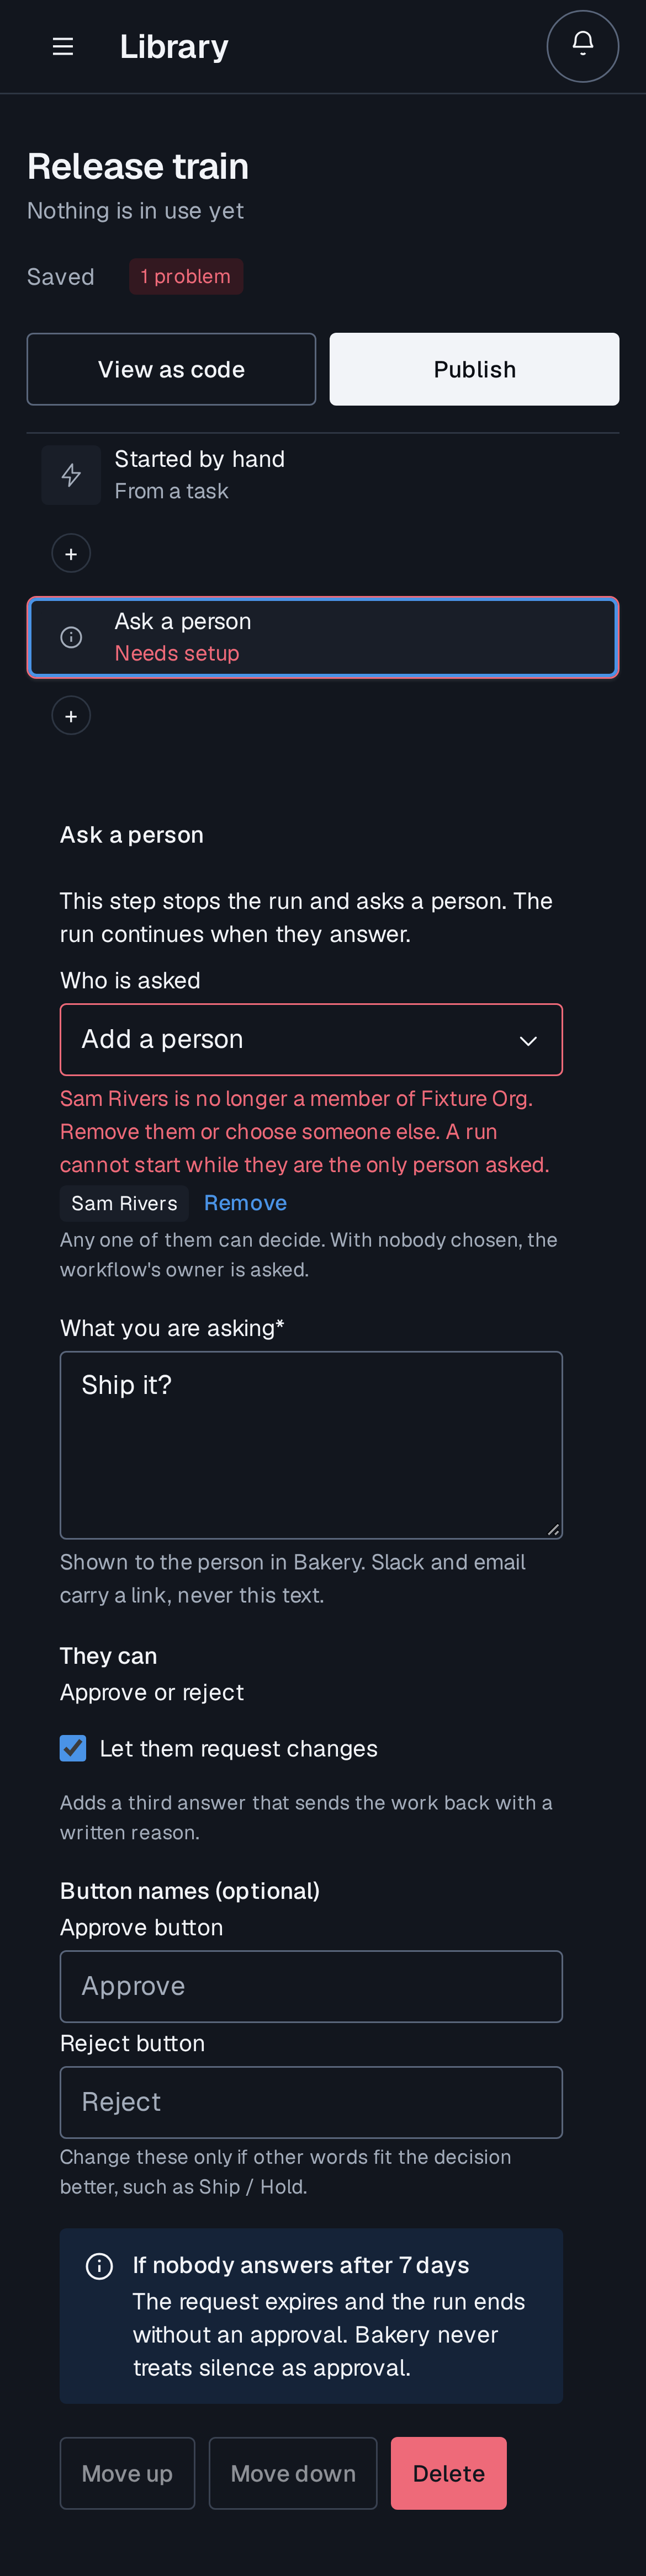 Library
Release train
Nothing is in use yet
Saved
1 problem
View as code
Publish
Started by hand
From a task
+
Ask a person
Needs setup
+
Ask a person
This step stops the run and asks a person. The
run continues when they answer.
Who is asked
Add a person
Sam Rivers is no longer a member of Fixture Org.
Remove them or choose someone else. A run
cannot start while they are the only person asked.
Sam Rivers
Remove
Any one of them can decide. With nobody chosen, the
workflow's owner is asked.
What you are asking*
Ship it?
Shown to the person in Bakery. Slack and email
carry a link, never this text.
They can
Approve or reject
Let them request changes
Adds a third answer that sends the work back with a
written reason.
Button names (optional)
Approve button
Approve
Reject button
Reject
Change these only if other words fit the decision
better, such as Ship / Hold.
If nobody answers after 7 days
The request expires and the run ends
without an approval. Bakery never
treats silence as approval.
Move up
Move down
Delete